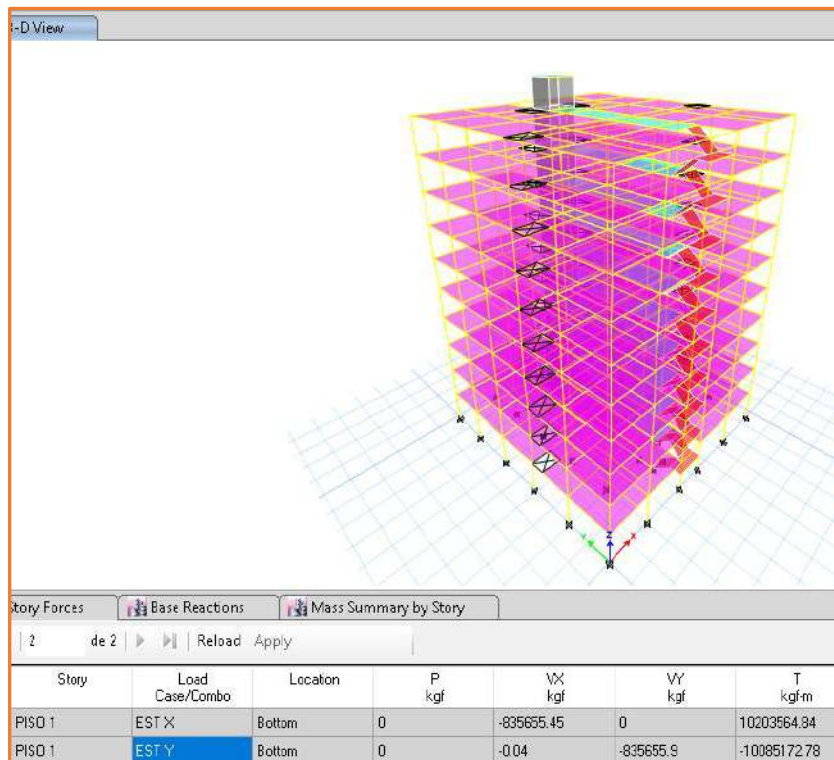 3-D View
Z
Y
X
Story Forces Base Reactions Mass Summary by Story
2 de 2 Reload Apply
Story Load Case/Combo Location P kgf VX kgf VY kgf T kgf-m
PISO 1 EST X Bottom 0 -835655.45 0 10203564.84
PISO 1 EST Y Bottom 0 -0.04 -835655.9 -10085172.78